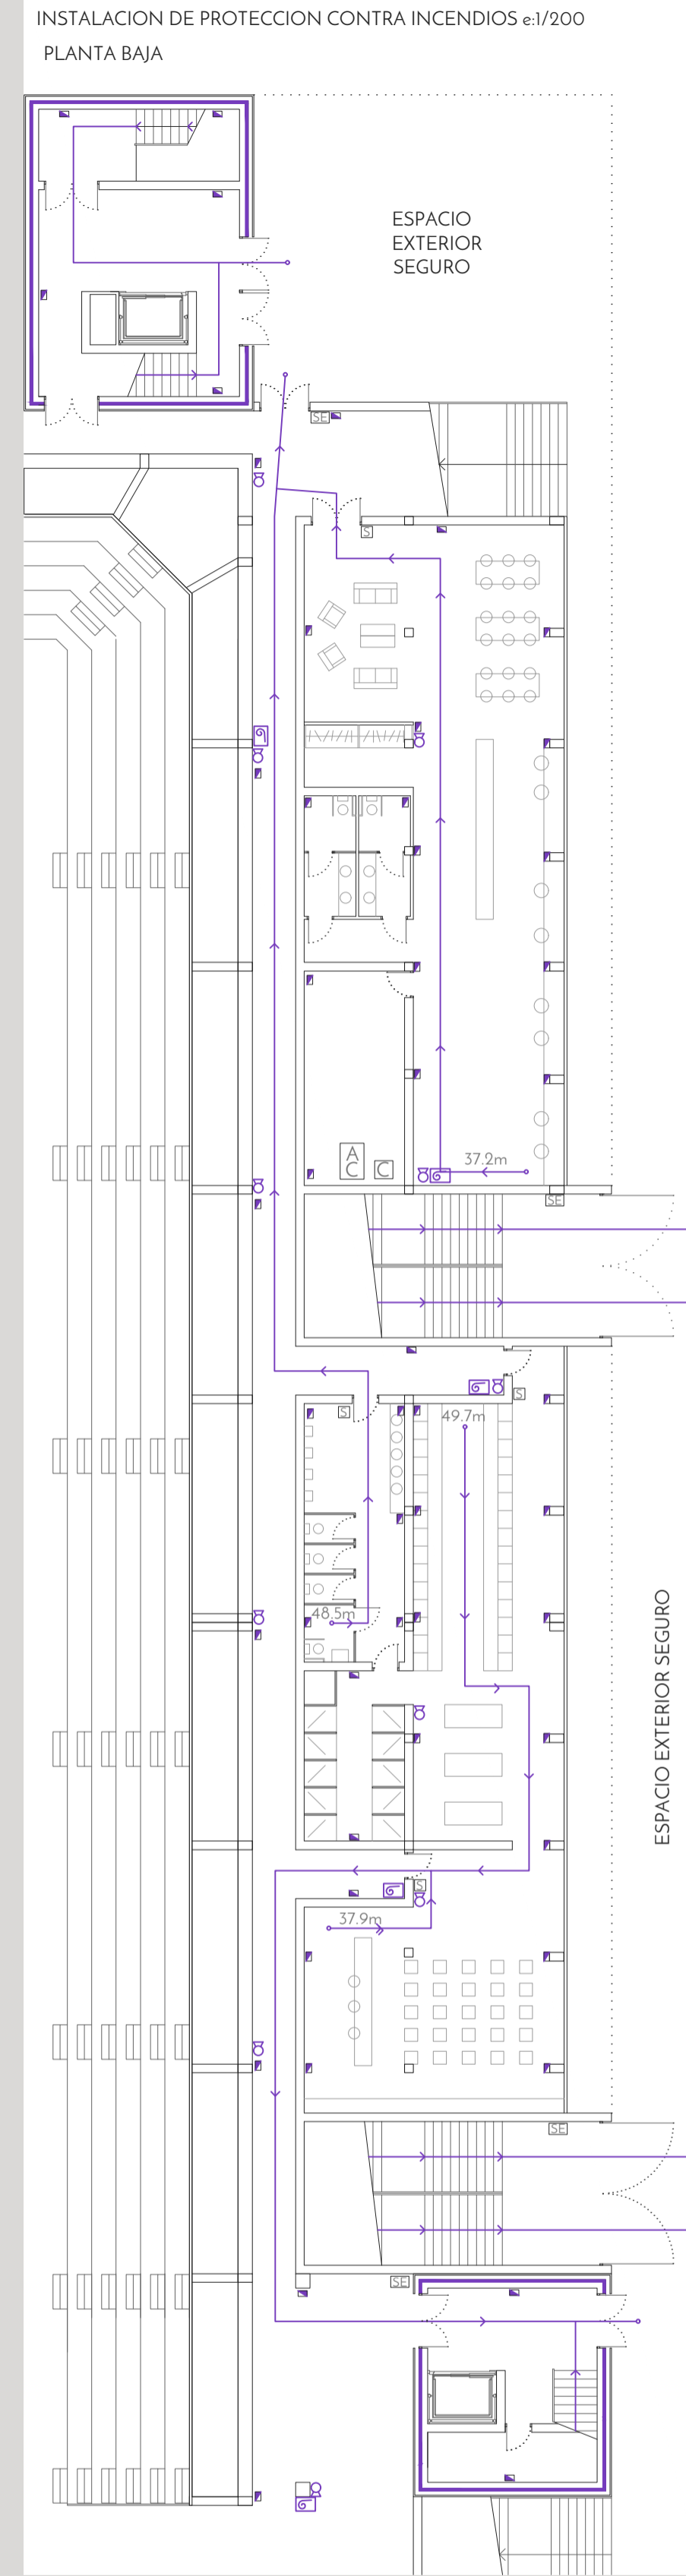 INSTALACION DE PROTECCION CONTRA INCENDIOS e:1/200
PLANTA BAJA
ESPACIO
EXTERIOR
SEGURO
SE
S
A
C
C
37.2m
SE
S
S
49.7m
48.5m
ESPACIO EXTERIOR SEGURO
S
37.9m
SE
SE